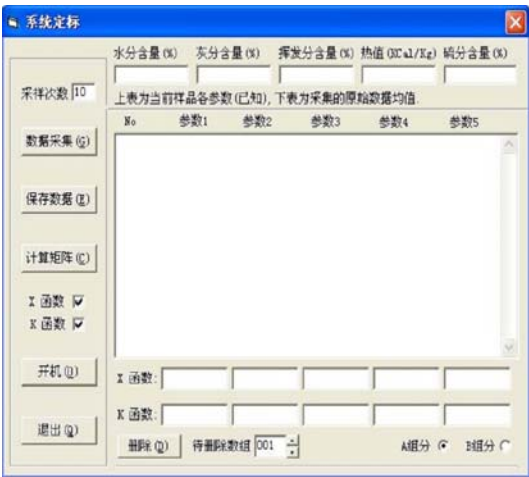 系统定标
水分含量(%) 灰分含量(%) 挥发分含量(%) 热值(KCal/Kg) 硫分含量(%)
采样次数 10
上表为当前样品各参数(已知),下表为采集的原始数据均值.
No 参数1 参数2 参数3 参数4 参数5
数据采集(G)
保存数据(E)
计算矩阵(C)
X 函数
K 函数
开机(O)
X 函数:
K 函数:
退出(Q)
删除(D) 待删除数组 001 A组分 B组分